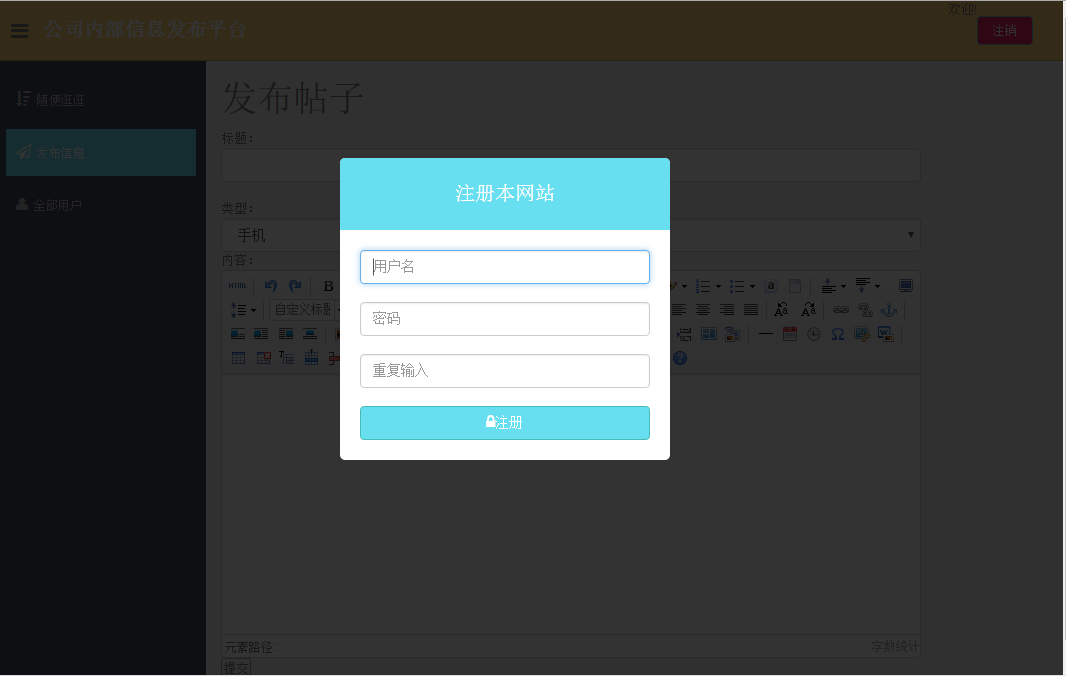 欢迎!
公司内部信息发布平台
注销
随便逛逛
发布信息
全部用户
发布帖子
标题:
类型:
手机
内容:
HTML
B
自定义标题
注册本网站
用户名
密码
重复输入
注册
元素路径:
字数统计
提交